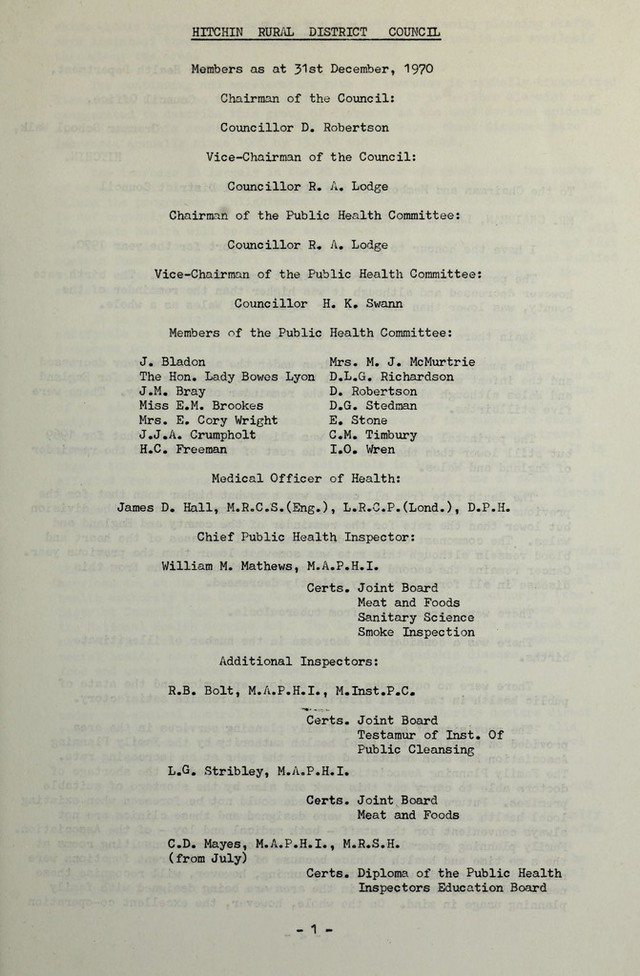 HITCHIN RURAL DISTRICT COUNCIL
Members as at 31st December, 1970
Chairman of the Council:
Councillor D. Robertson
Vice-Chairman of the Council:
Councillor R. A. Lodge
Chairman of the Public Health Committee:
Councillor R. A. Lodge
Vice-Chairman of the Public Health Committee:
Councillor H. K. Swann
Members of the Public Health Committee:
J. Bladon Mrs. M. J. McMurtrie
The Hon. Lady Bowes Lyon D.L.G. Richardson
J.M. Bray D. Robertson
Miss E.M. Brookes D.G. Stedman
Mrs. E. Cory Wright E. Stone
J.J.A. Crumpholt C.M. Timbury
H.C. Freeman I.O. Wren
Medical Officer of Health:
James D. Hall, M.R.C.S.(Eng.), L.R.C.P.(Lond.), D.P.H.
Chief Public Health Inspector:
William M. Mathews, M.A.P.H.I.
Certs. Joint Board
Meat and Foods
Sanitary Science
Smoke Inspection
Additional Inspectors:
R.B. Bolt, M.A.P.H.I., M.Inst.P.C.
Certs. Joint Board
Testamur of Inst. Of
Public Cleansing
L.G. Stribley, M.A.P.H.I.
Certs. Joint Board
Meat and Foods
C.D. Mayes, M.A.P.H.I., M.R.S.H.
(from July)
Certs. Diploma of the Public Health
Inspectors Education Board
- 1 -